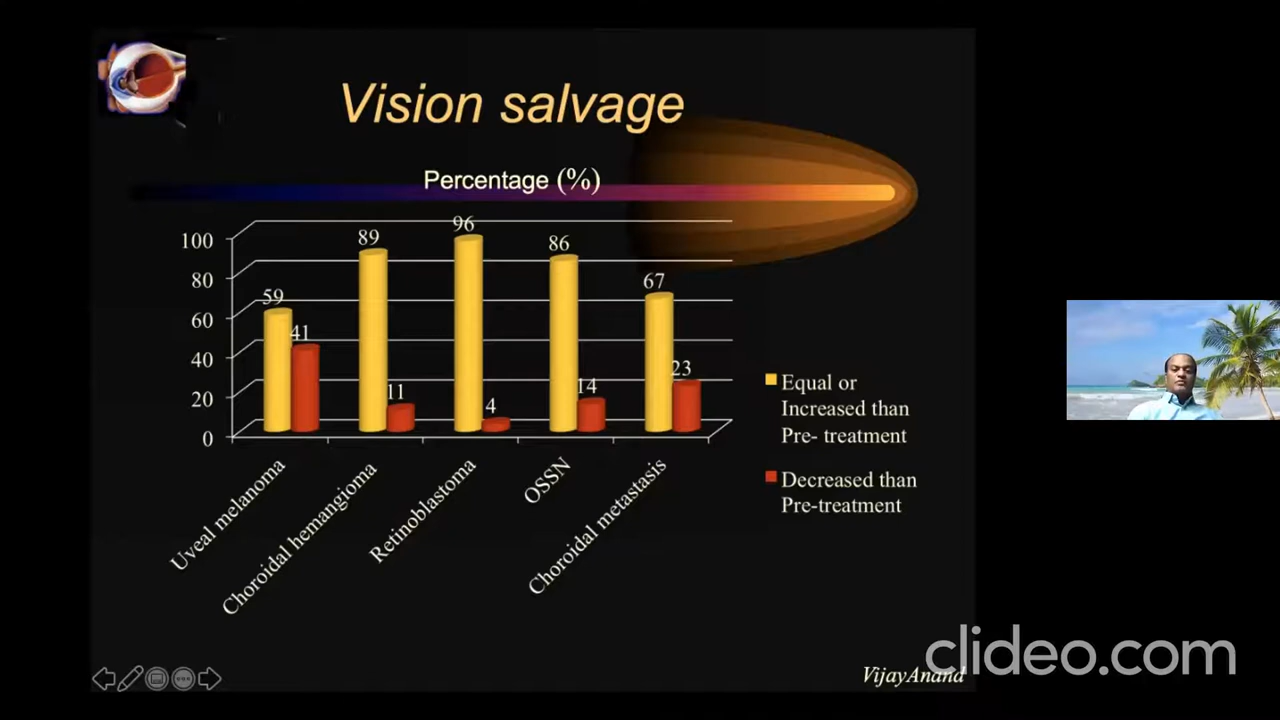 Vision salvage
Percentage (%)
100
80
60
40
20
0
59
41
89
11
96
4
86
14
67
23
Uveal melanoma
Choroidal hemangioma
Retinoblastoma
OSSN
Choroidal metastasis
Equal or
Increased than
Pre- treatment
Decreased than
Pre-treatment
VijayAnand
clideo.com